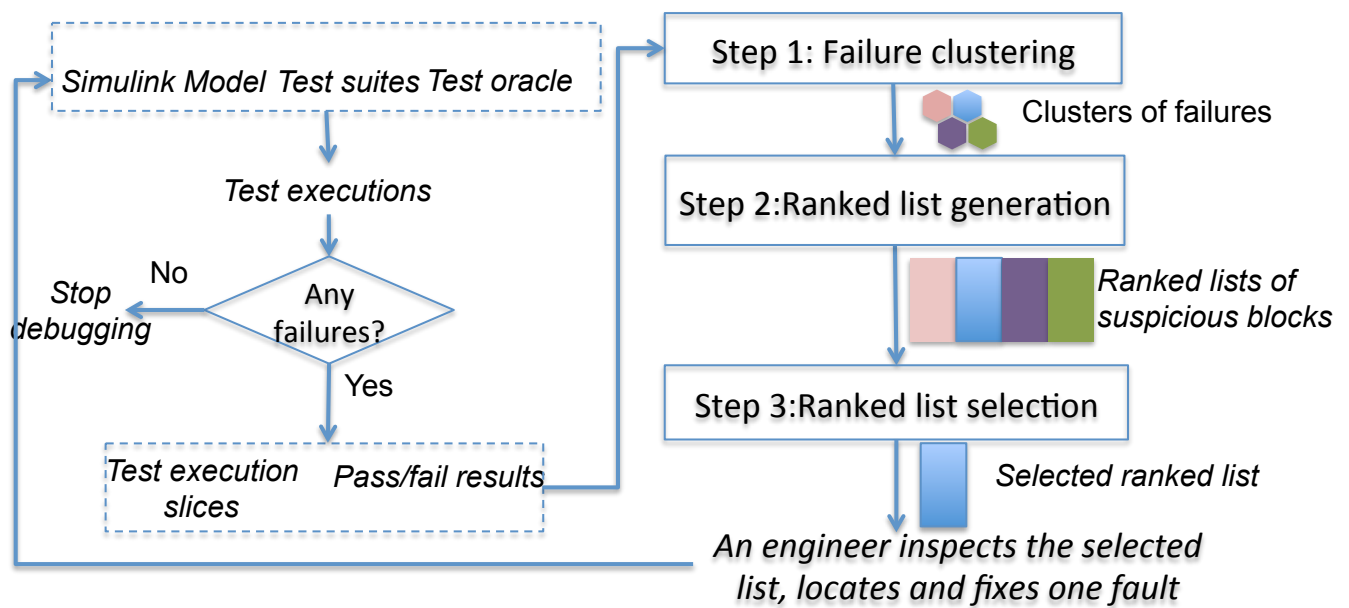 Simulink Model Test suites Test oracle
Test executions
Any
failures?
No
Stop
debugging
Yes
Test execution
slices
Pass/fail results
Step 1: Failure clustering
Clusters of failures
Step 2:Ranked list generation
Ranked lists of
suspicious blocks
Step 3:Ranked list selection
Selected ranked list
An engineer inspects the selected
list, locates and fixes one fault